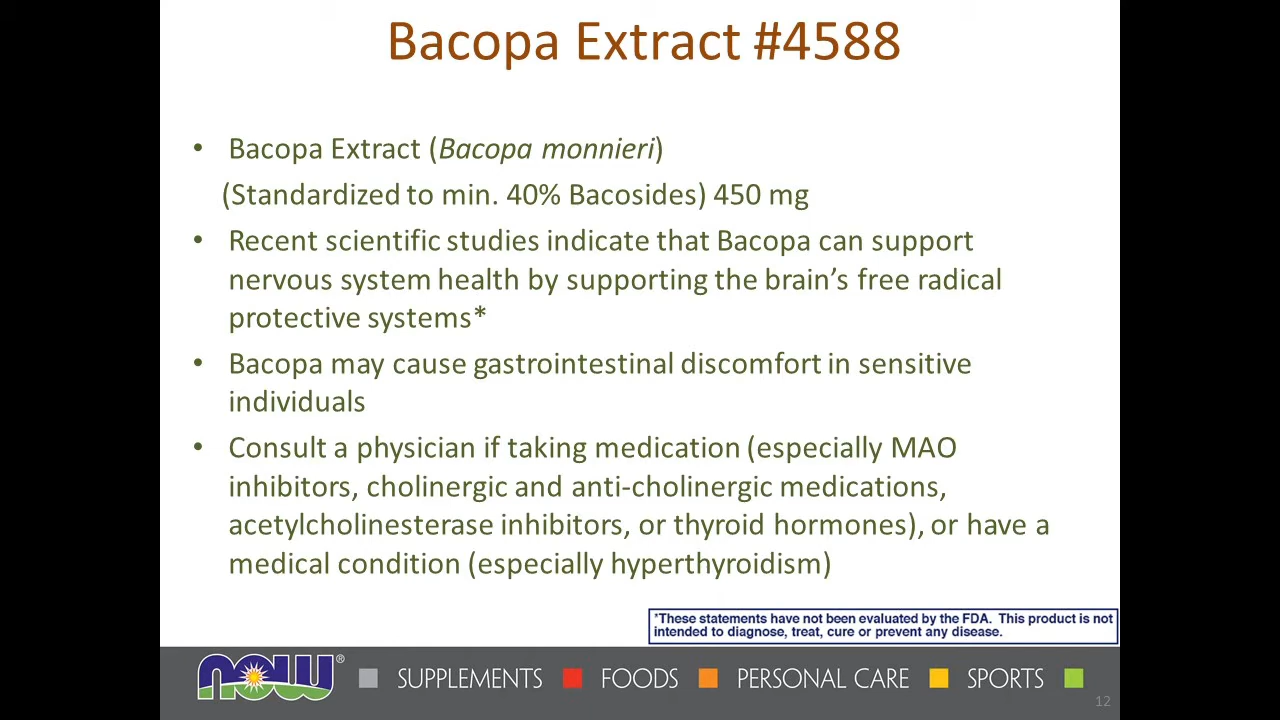 Bacopa Extract #4588
• Bacopa Extract (Bacopa monnieri)
(Standardized to min. 40% Bacosides) 450 mg
• Recent scientific studies indicate that Bacopa can support
nervous system health by supporting the brain’s free radical
protective systems*
• Bacopa may cause gastrointestinal discomfort in sensitive
individuals
• Consult a physician if taking medication (especially MAO
inhibitors, cholinergic and anti-cholinergic medications,
acetylcholinesterase inhibitors, or thyroid hormones), or have a
medical condition (especially hyperthyroidism)
*These statements have not been evaluated by the FDA. This product is not
intended to diagnose, treat, cure or prevent any disease.
now® SUPPLEMENTS FOODS PERSONAL CARE SPORTS
12